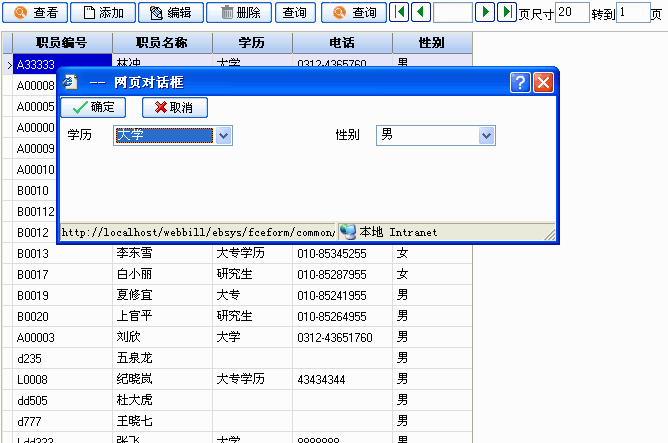 查看 添加 编辑 删除 查询 查询 页尺寸 20 转到 1 页
职员编号 职员名称 学历 电话 性别
A33333 林冲 大学 0312-4365760 男
A00008
A00005
A00000
A00009
A00010
B0010
B00112
B0012
-- 网页对话框
确定 取消
学历 大学 性别 男
http://localhost/webbill/ebsys/fceform/common/ 本地 Intranet
B0013 李东雪 大专学历 010-85345255 女
B0017 白小丽 研究生 010-85287955 女
B0019 夏修宜 大专 010-85241955 男
B0020 上官平 研究生 010-85264955 男
A00003 刘欣 大学 0312-43651760 男
d235 五泉龙 男
L0008 纪晓岚 大专学历 43434344 男
dd505 杜大虎 男
d777 王晓七 男
Ldd333 张飞 大学 8888888 男